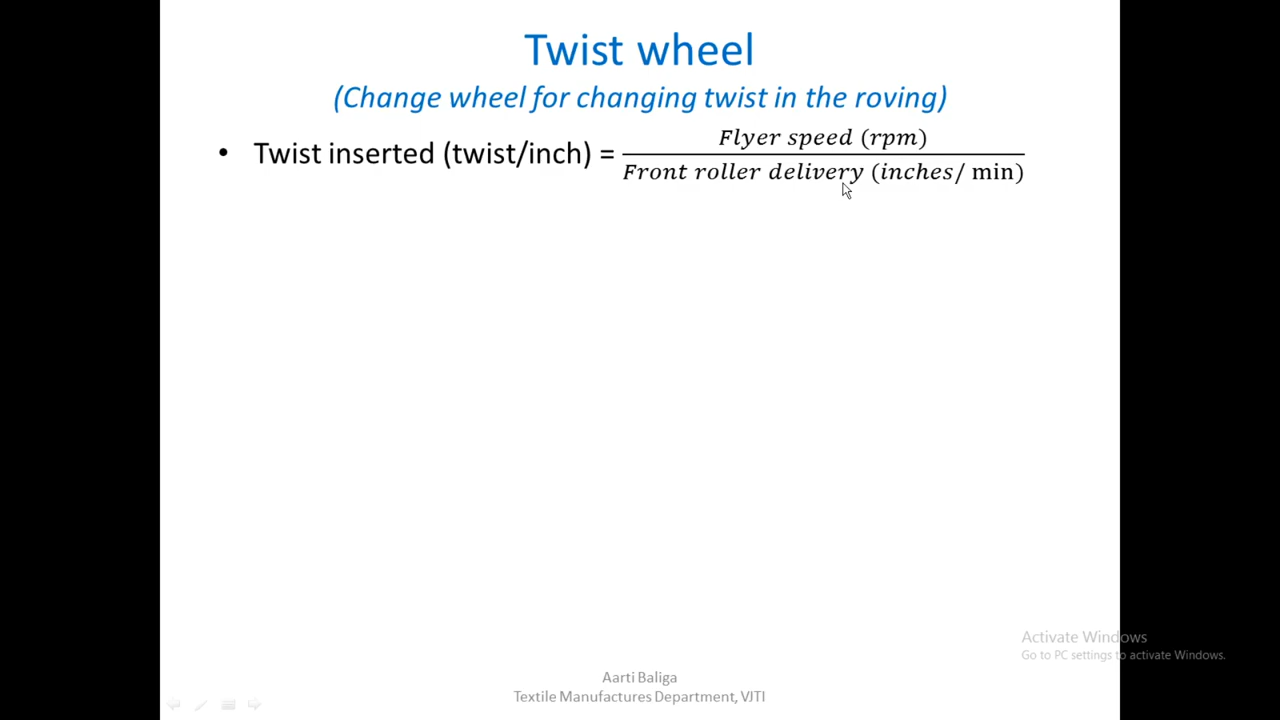 Twist wheel
(Change wheel for changing twist in the roving)
• Twist inserted (twist/inch) = Flyer speed (rpm)
Front roller delivery (inches/ min)
Activate Windows
Go to PC settings to activate Windows.
Aarti Baliga
Textile Manufactures Department, VJTI